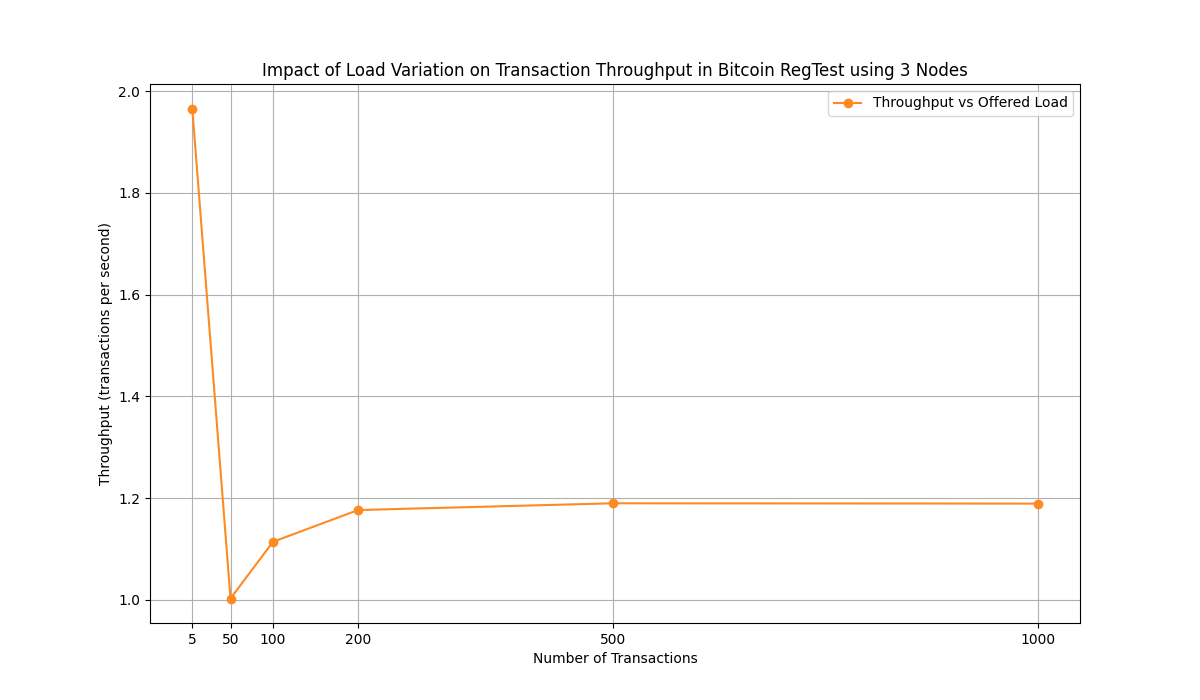 Impact of Load Variation on Transaction Throughput in Bitcoin RegTest using 3 Nodes
Throughput vs Offered Load
Throughput (transactions per second)
2.0
1.8
1.6
1.4
1.2
1.0
5 50 100 200 500 1000
Number of Transactions